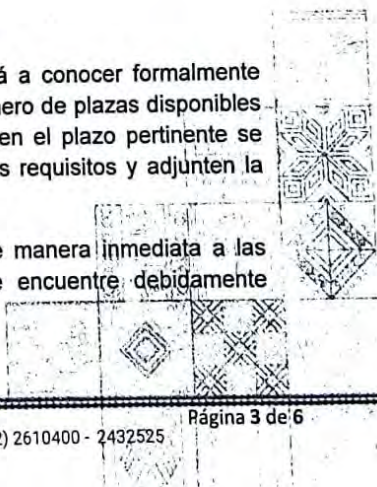 á a conocer formalmente
ero de plazas disponibles
en el plazo pertinente se
s requisitos y adjunten la
e manera inmediata a las
e encuentre debidamente
Página 3 de 6
2) 2610400 - 2432525